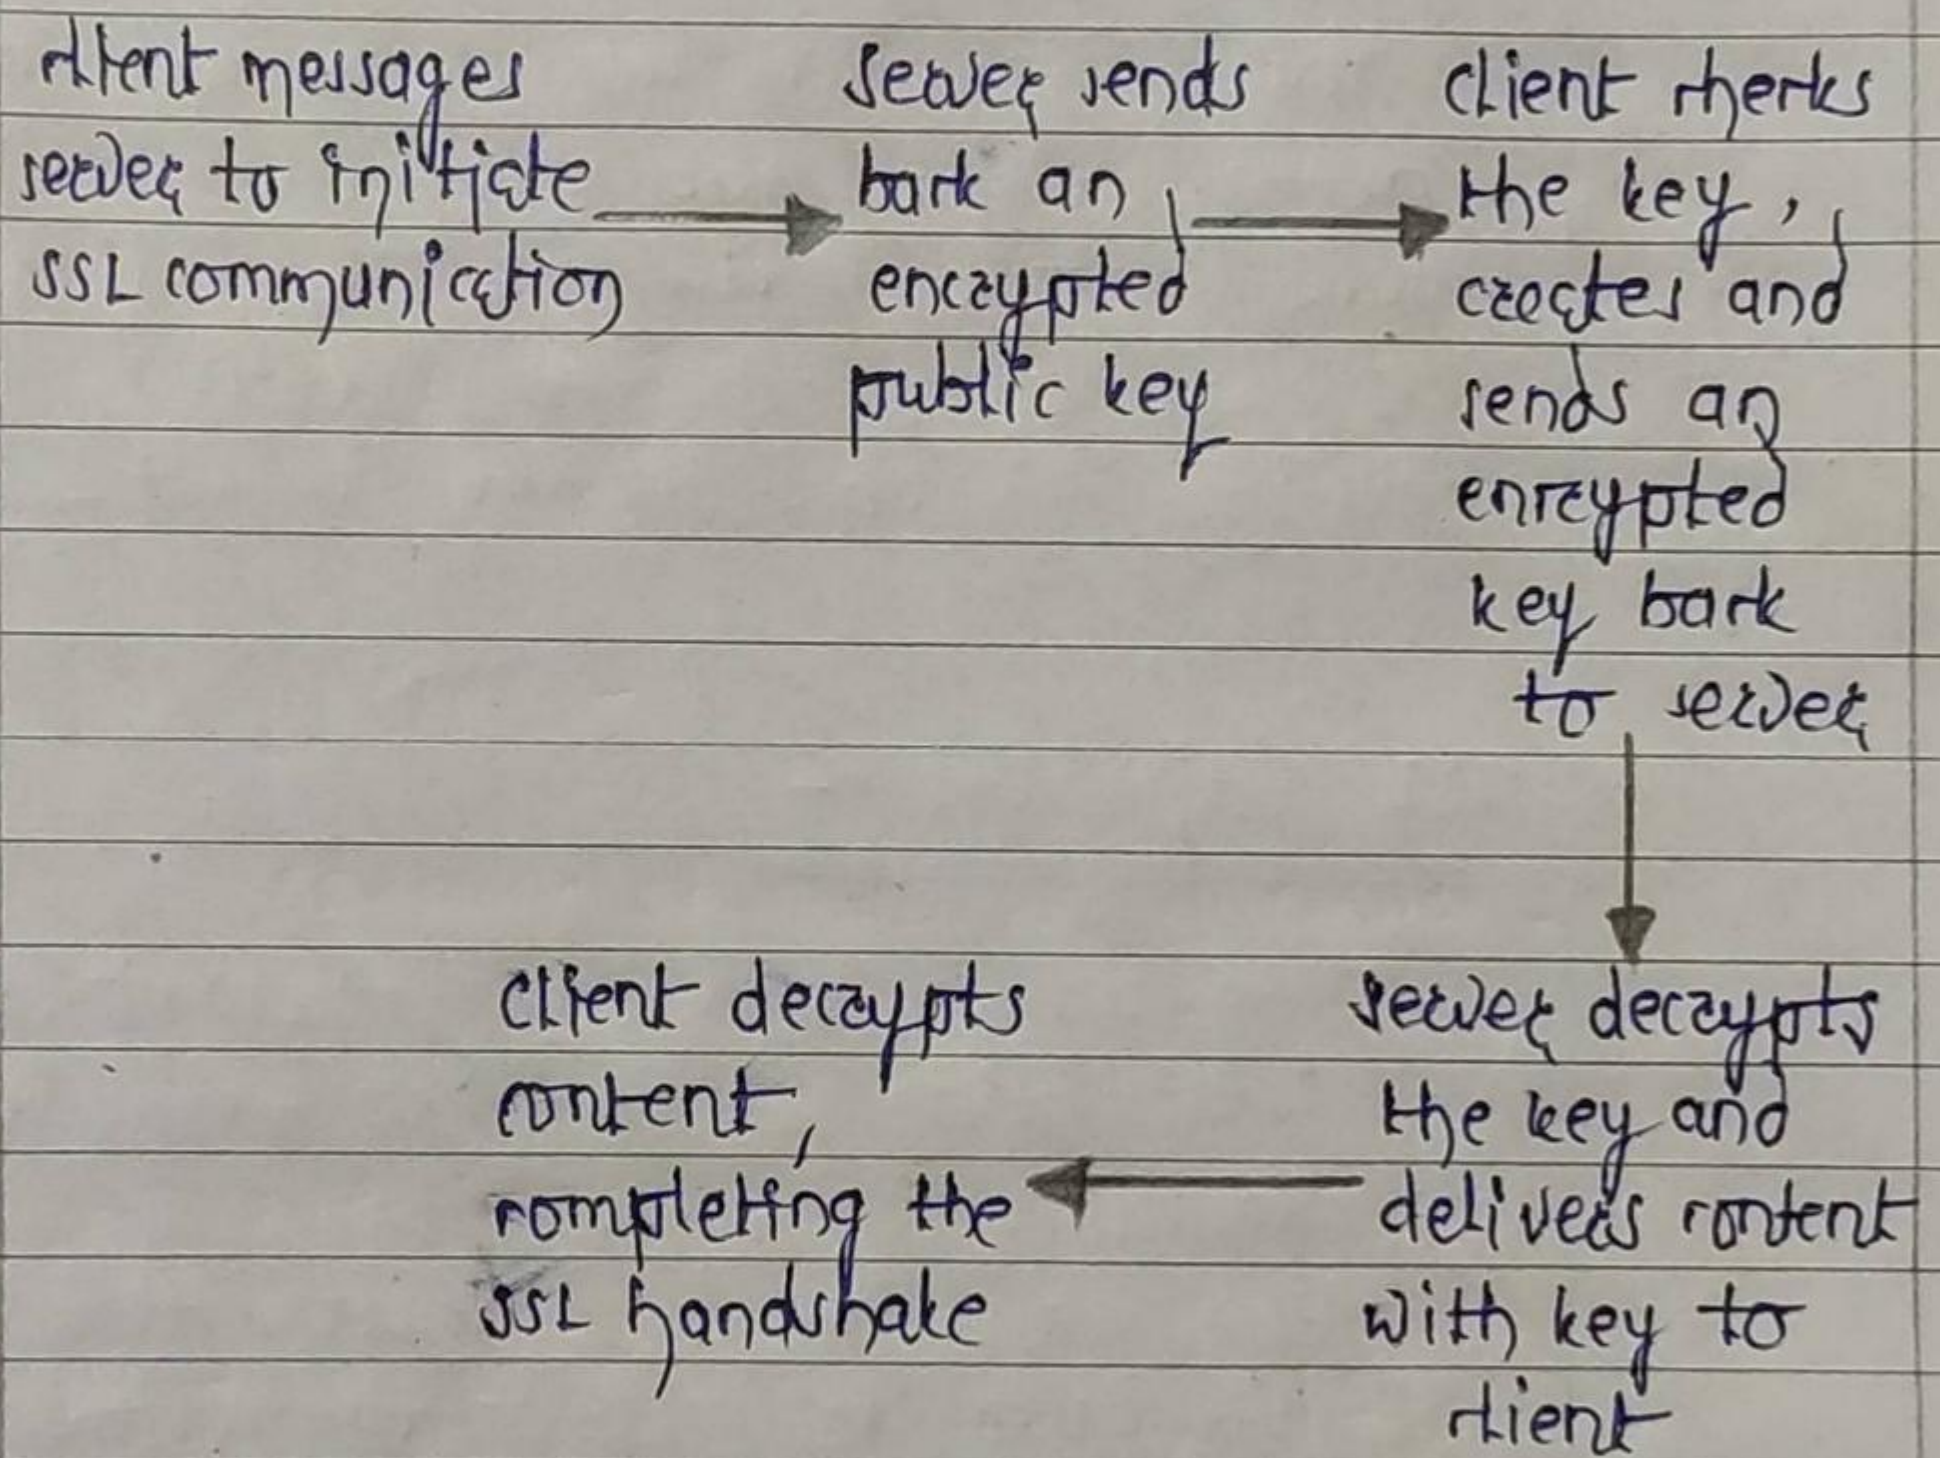 client messages
server to initiate
SSL communication
server sends
back an
encrypted
public key
client checks
the key,
creates and
sends an
encrypted
key back
to server
server decrypts
the key and
delivers content
with key to
client
client decrypts
content,
completing the
SSL handshake